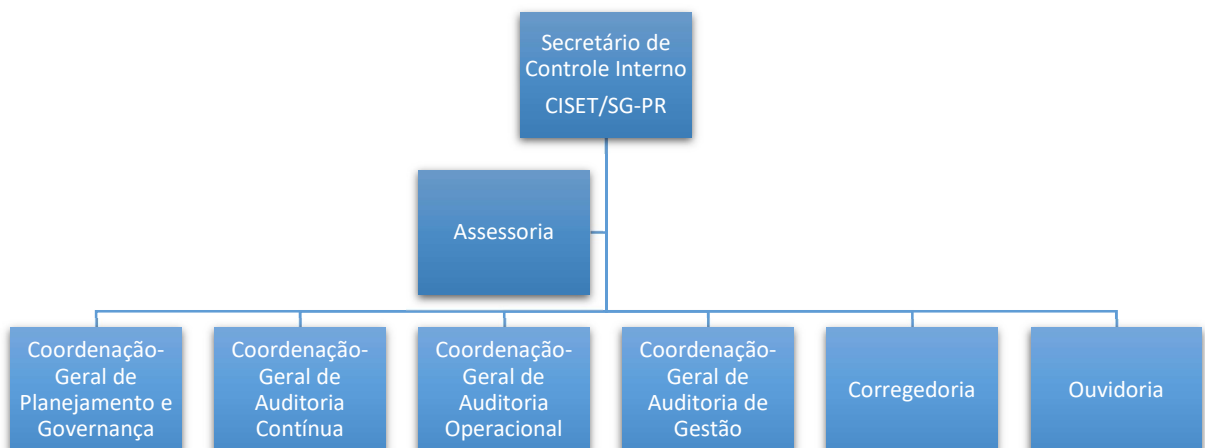 Secretário de
Controle Interno
CISET/SG-PR
Assessoria
Coordenação-
Geral de
Planejamento e
Governança
Coordenação-
Geral de
Auditoria
Contínua
Coordenação-
Geral de
Auditoria
Operacional
Coordenação-
Geral de
Auditoria de
Gestão
Corregedoria
Ouvidoria